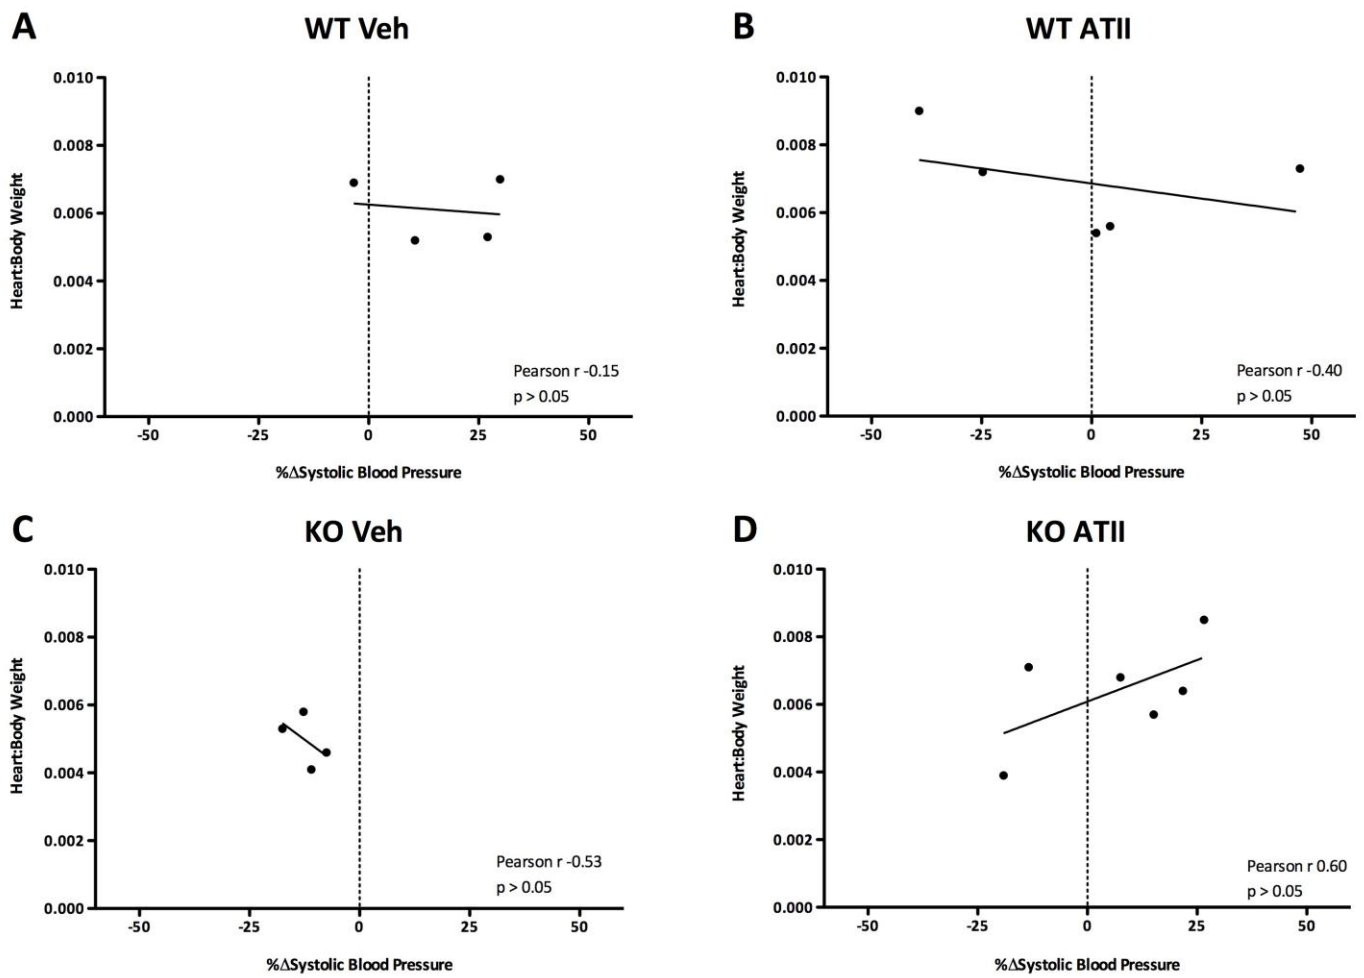 A
WT Veh
0.010
0.008
0.006
0.004
0.002
0.000
Heart:Body Weight
Pearson r -0.15
p > 0.05
-50 -25 0 25 50
%ΔSystolic Blood Pressure
B
WT ATII
0.010
0.008
0.006
0.004
0.002
0.000
Heart:Body Weight
Pearson r -0.40
p > 0.05
-50 -25 0 25 50
%ΔSystolic Blood Pressure
C
KO Veh
0.010
0.008
0.006
0.004
0.002
0.000
Heart:Body Weight
Pearson r -0.53
p > 0.05
-50 -25 0 25 50
%ΔSystolic Blood Pressure
D
KO ATII
0.010
0.008
0.006
0.004
0.002
0.000
Heart:Body Weight
Pearson r 0.60
p > 0.05
-50 -25 0 25 50
%ΔSystolic Blood Pressure